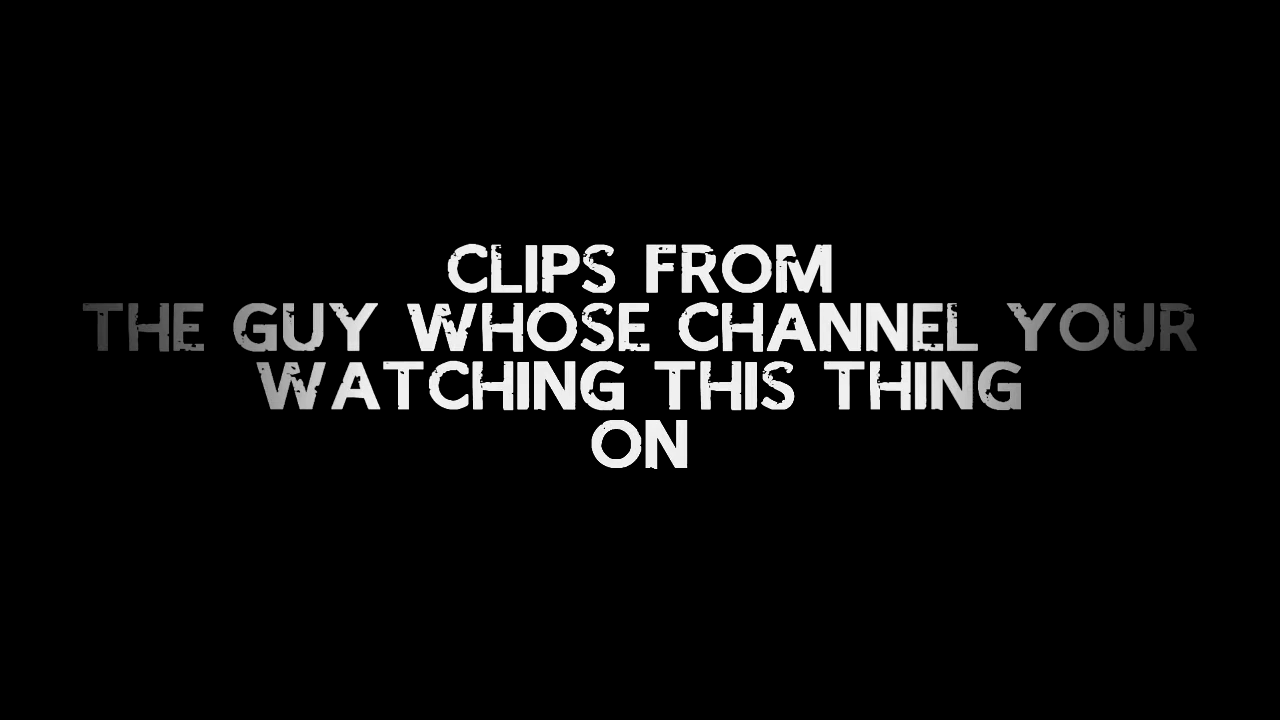 CLIPS FROM
THE GUY WHOSE CHANNEL YOUR
WATCHING THIS THING
ON